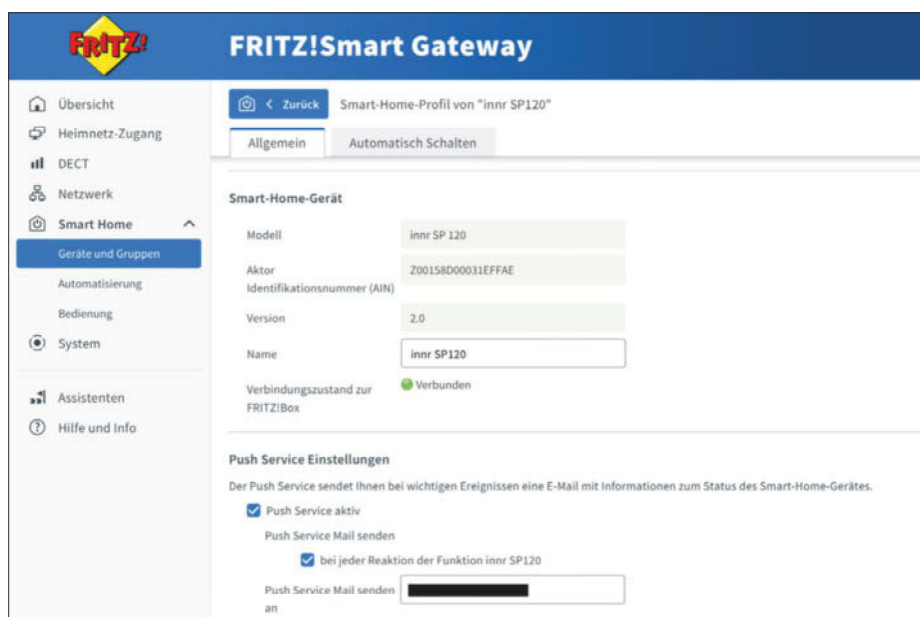 FRITZ!
FRITZ!Smart Gateway
Übersicht
Heimnetz-Zugang
DECT
Netzwerk
Smart Home
Geräte und Gruppen
Automatisierung
Bedienung
System
Assistenten
Hilfe und Info
Zurück Smart-Home-Profil von "innr SP120"
Allgemein Automatisch Schalten
Smart-Home-Gerät
Modell innr SP 120
Aktor
Identifikationsnummer (AIN) Z00158D00031EFFAE
Version 2.0
Name innr SP120
Verbindungszustand zur
FRITZ!Box Verbunden
Push Service Einstellungen
Der Push Service sendet Ihnen bei wichtigen Ereignissen eine E-Mail mit Informationen zum Status des Smart-Home-Gerätes.
Push Service aktiv
Push Service Mail senden
bei jeder Reaktion der Funktion innr SP120
Push Service Mail senden
an